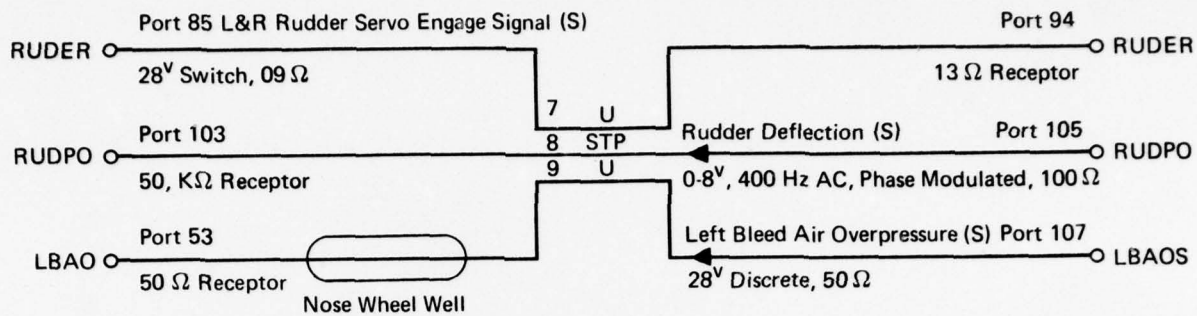 Port 85 L&R Rudder Servo Engage Signal (S)
Port 94
RUDER
RUDER
28V Switch, 09 Ω
13 Ω Receptor
7 U
Port 103
8 STP
Rudder Deflection (S)
Port 105
RUDPO
RUDPO
9 U
50, KΩ Receptor
0-8V, 400 Hz AC, Phase Modulated, 100 Ω
Port 53
Left Bleed Air Overpressure (S) Port 107
LBAO
LBAOS
50 Ω Receptor
28V Discrete, 50 Ω
Nose Wheel Well